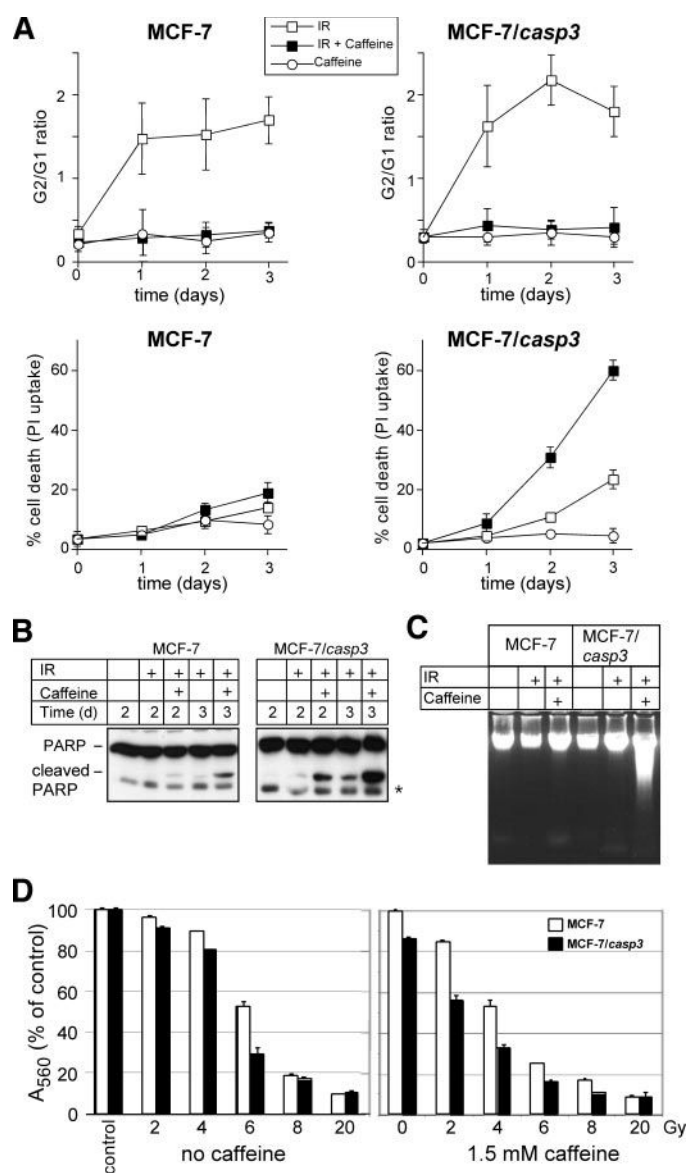 A
MCF-7
IR
IR + Caffeine
Caffeine
MCF-7/casp3
G2/G1 ratio
2
1
0
0 1 2 3
time (days)
G2/G1 ratio
2
1
0
0 1 2 3
time (days)
MCF-7
MCF-7/casp3
% cell death (PI uptake)
60
40
20
0
0 1 2 3
time (days)
% cell death (PI uptake)
60
40
20
0
0 1 2 3
time (days)
B
MCF-7
MCF-7/casp3
IR + + + + + + + +
Caffeine + + + +
Time (d) 2 2 2 3 3 2 2 2 3 3
PARP –
cleaved –
PARP
*
C
MCF-7
MCF-7/
casp3
IR + + + +
Caffeine + +
D
A560 (% of control)
100
80
60
40
20
0
control 2 4 6 8 20
no caffeine
MCF-7
MCF-7/casp3
0 2 4 6 8 20 Gy
1.5 mM caffeine